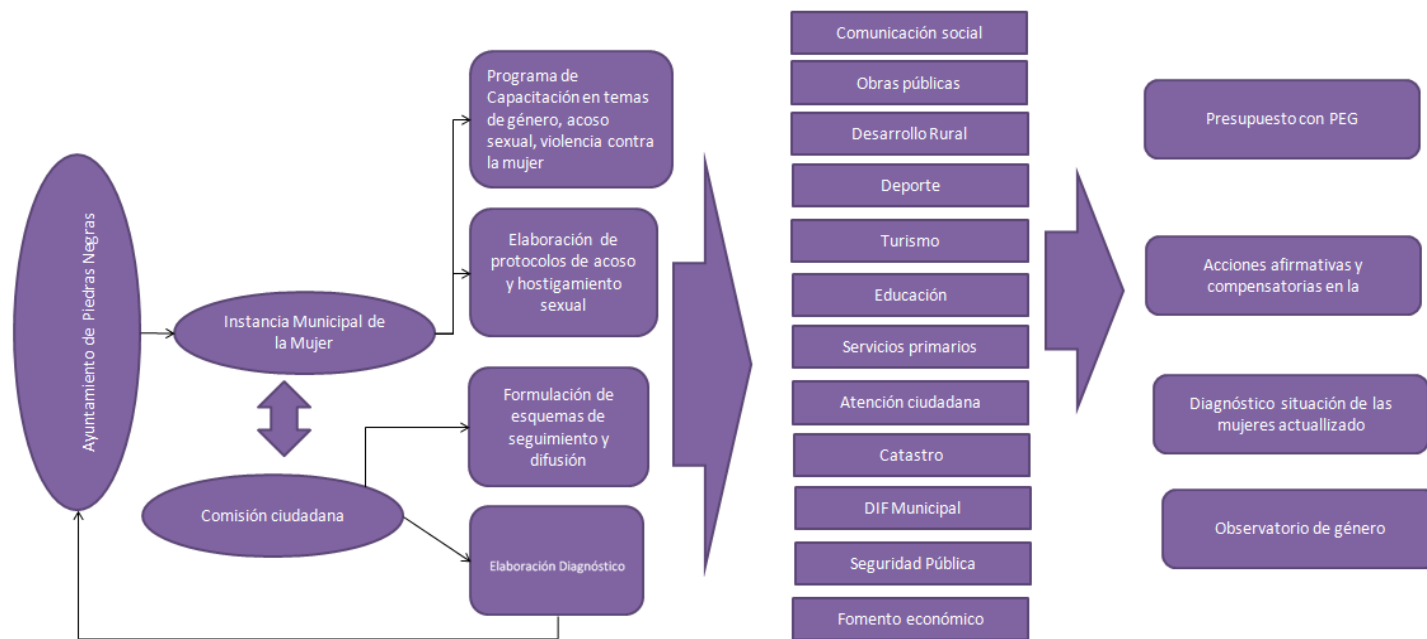 Ayuntamiento de Piedras Negras
Instancia Municipal de
la Mujer
Comisión ciudadana
Programa de
Capacitación en temas
de género, acoso
sexual, violencia contra
la mujer
Elaboración de
protocolos de acoso
y hostigamiento
sexual
Formulación de
esquemas de
seguimiento y
difusión
Elaboración Diagnóstico
Comunicación social
Obras públicas
Desarrollo Rural
Deporte
Turismo
Educación
Servicios primarios
Atención ciudadana
Catastro
DIF Municipal
Seguridad Pública
Fomento económico
Presupuesto con PEG
Acciones afirmativas y
compensatorias en la
Diagnóstico situación de las
mujeres actuallizado
Observatorio de género